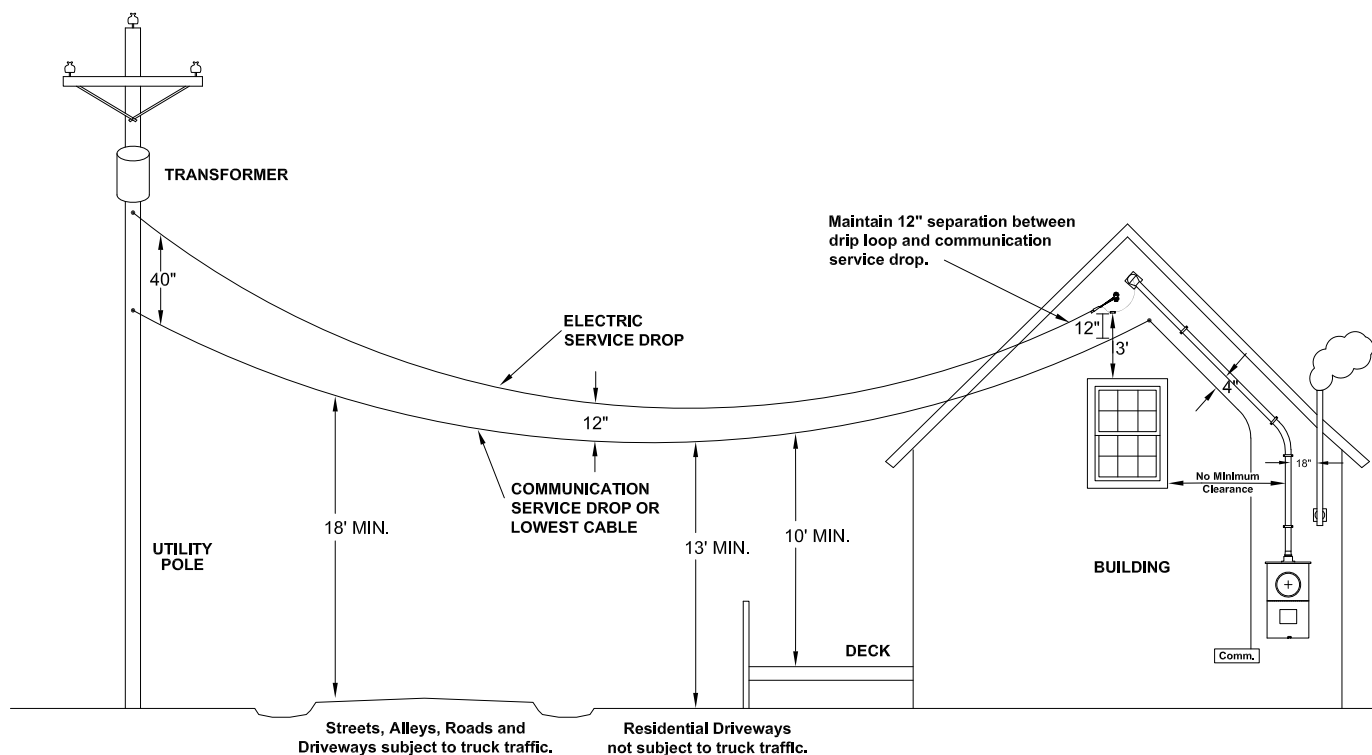 TRANSFORMER
Maintain 12" separation between
drip loop and communication
service drop.
40"
ELECTRIC
SERVICE DROP
12"
3'
4"
12"
18"
No Minimum
Clearance
COMMUNICATION
SERVICE DROP OR
LOWEST CABLE
18' MIN.
13' MIN.
10' MIN.
UTILITY
POLE
BUILDING
DECK
Comm.
Streets, Alleys, Roads and
Driveways subject to truck traffic.
Residential Driveways
not subject to truck traffic.